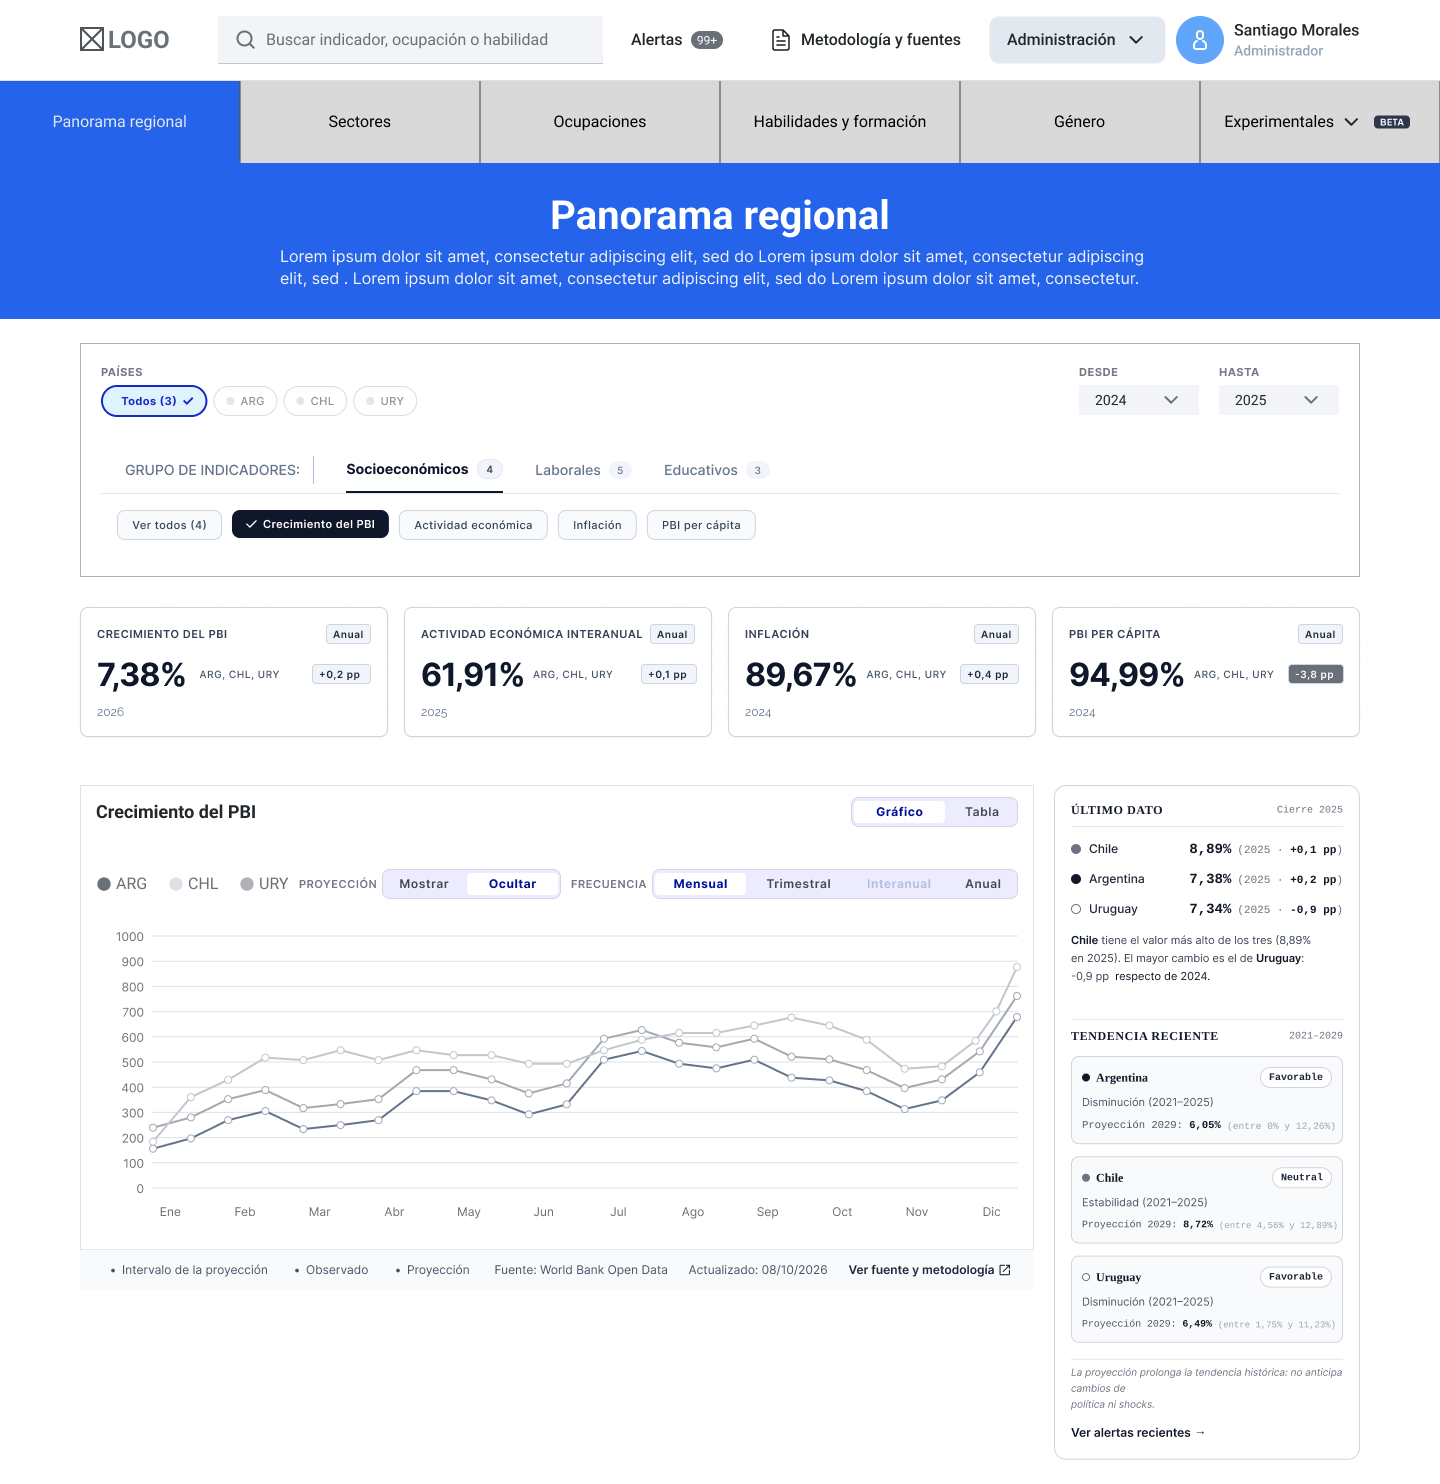 LOGO
Buscar indicador, ocupación o habilidad
Alertas 99+
Metodología y fuentes
Administración
Santiago Morales
Administrador
Panorama regional
Sectores
Ocupaciones
Habilidades y formación
Género
Experimentales BETA
Panorama regional
Lorem ipsum dolor sit amet, consectetur adipiscing elit, sed do Lorem ipsum dolor sit amet, consectetur adipiscing
elit, sed . Lorem ipsum dolor sit amet, consectetur adipiscing elit, sed do Lorem ipsum dolor sit amet, consectetur.
PAÍSES
Todos (3) ARG CHL URY
DESDE
2024
HASTA
2025
GRUPO DE INDICADORES:
Socioeconómicos 4
Laborales 5
Educativos 3
Ver todos (4)
Crecimiento del PBI
Actividad económica
Inflación
PBI per cápita
CRECIMIENTO DEL PBI Anual
7,38% ARG, CHL, URY +0,2 pp
2026
ACTIVIDAD ECONÓMICA INTERANUAL Anual
61,91% ARG, CHL, URY +0,1 pp
2025
INFLACIÓN Anual
89,67% ARG, CHL, URY +0,4 pp
2024
PBI PER CÁPITA Anual
94,99% ARG, CHL, URY -3,8 pp
2024
Crecimiento del PBI
Gráfico Tabla
ARG CHL URY
PROYECCIÓN Mostrar Ocultar
FRECUENCIA Mensual Trimestral Interanual Anual
1000
900
800
700
600
500
400
300
200
100
0
Ene Feb Mar Abr May Jun Jul Ago Sep Oct Nov Dic
• Intervalo de la proyección • Observado • Proyección Fuente: World Bank Open Data Actualizado: 08/10/2026 Ver fuente y metodología
ÚLTIMO DATO Cierre 2025
Chile 8,89% (2025 · +0,1 pp)
Argentina 7,38% (2025 · +0,2 pp)
Uruguay 7,34% (2025 · -0,9 pp)
Chile tiene el valor más alto de los tres (8,89%
en 2025). El mayor cambio es el de Uruguay:
-0,9 pp respecto de 2024.
TENDENCIA RECIENTE 2021–2029
Argentina Favorable
Disminución (2021–2025)
Proyección 2029: 6,05% (entre 0% y 12,26%)
Chile Neutral
Estabilidad (2021–2025)
Proyección 2029: 8,72% (entre 4,56% y 12,89%)
Uruguay Favorable
Disminución (2021–2025)
Proyección 2029: 6,49% (entre 1,75% y 11,23%)
La proyección prolonga la tendencia histórica: no anticipa
cambios de
política ni shocks.
Ver alertas recientes →